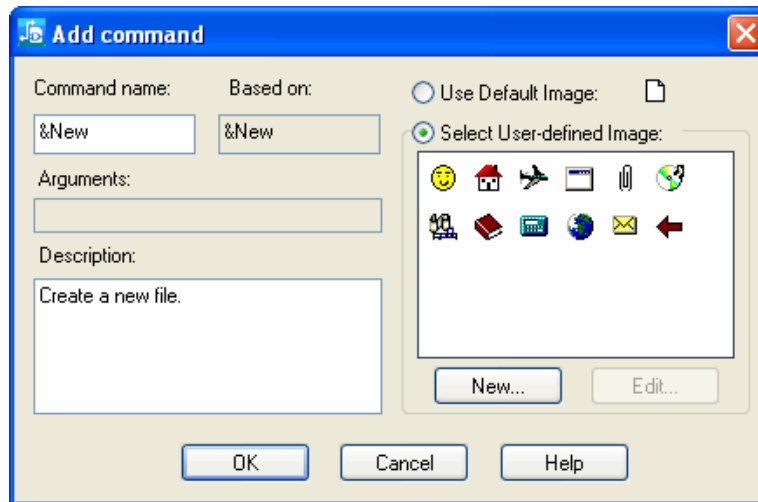 Add command
Command name:
Based on:
&New
&New
Arguments:
Description:
Create a new file.
Use Default Image:
Select User-defined Image:
New...
Edit...
OK
Cancel
Help